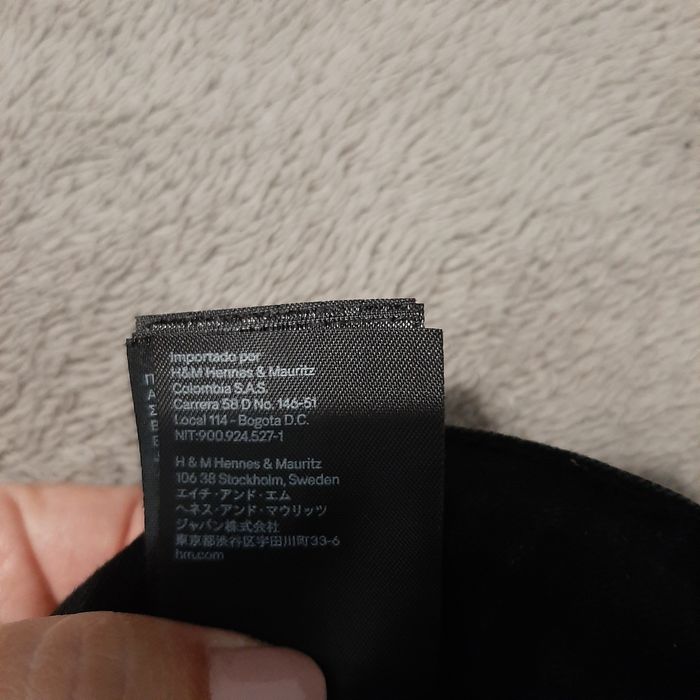 Importado por
H&M Hennes & Mauritz
Colombia S.A.S
Carrera 58 D No. 146-51
Local 114 - Bogota D.C.
NIT:900.924.527-1
H & M Hennes & Mauritz
106 38 Stockholm, Sweden
エイチ・アンド・エム
ヘネス・アンド・マウリッツ
ジャパン株式会社
東京都渋谷区宇田川町33-6
hm.com